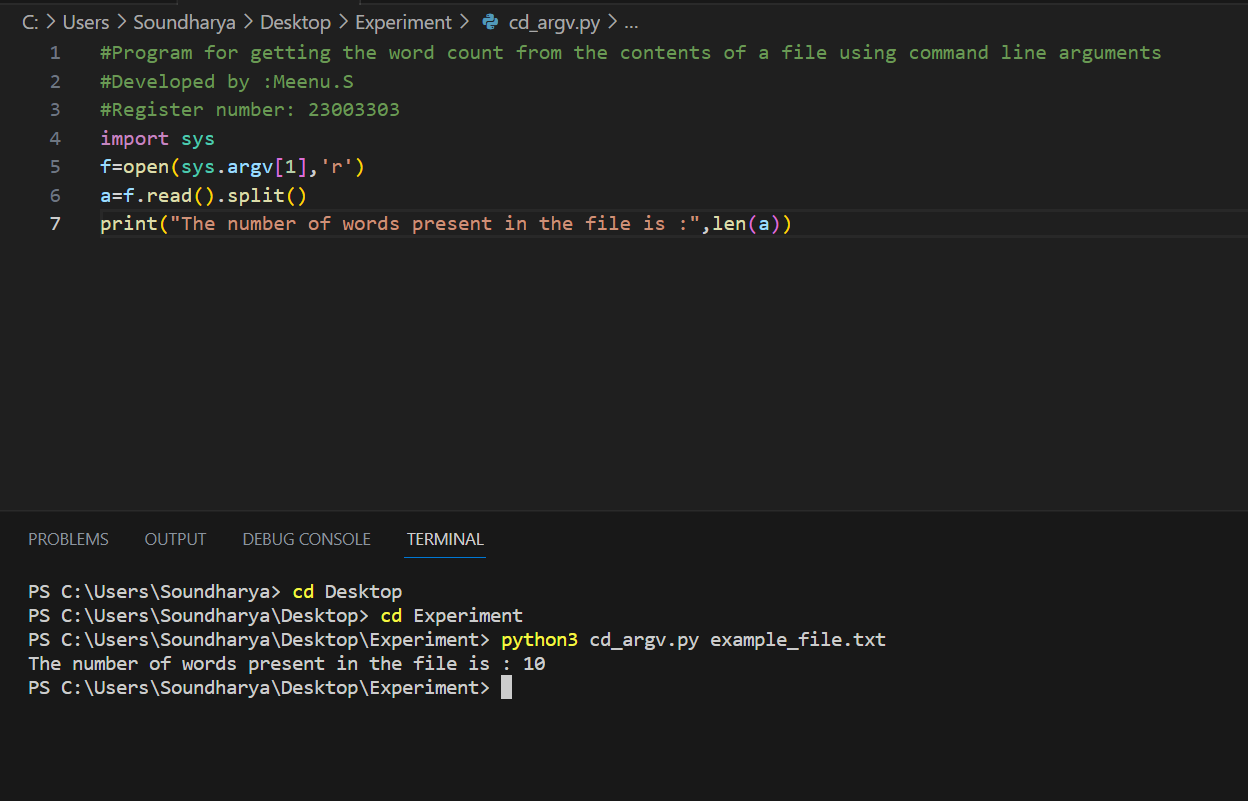 C: > Users > Soundharya > Desktop > Experiment > cd_argv.py > ...
1 #Program for getting the word count from the contents of a file using command line arguments
2 #Developed by :Meenu.S
3 #Register number: 23003303
4 import sys
5 f=open(sys.argv[1],'r')
6 a=f.read().split()
7 print("The number of words present in the file is :",len(a))
PROBLEMS OUTPUT DEBUG CONSOLE TERMINAL
PS C:\Users\Soundharya> cd Desktop
PS C:\Users\Soundharya\Desktop> cd Experiment
PS C:\Users\Soundharya\Desktop\Experiment> python3 cd_argv.py example_file.txt
The number of words present in the file is : 10
PS C:\Users\Soundharya\Desktop\Experiment>